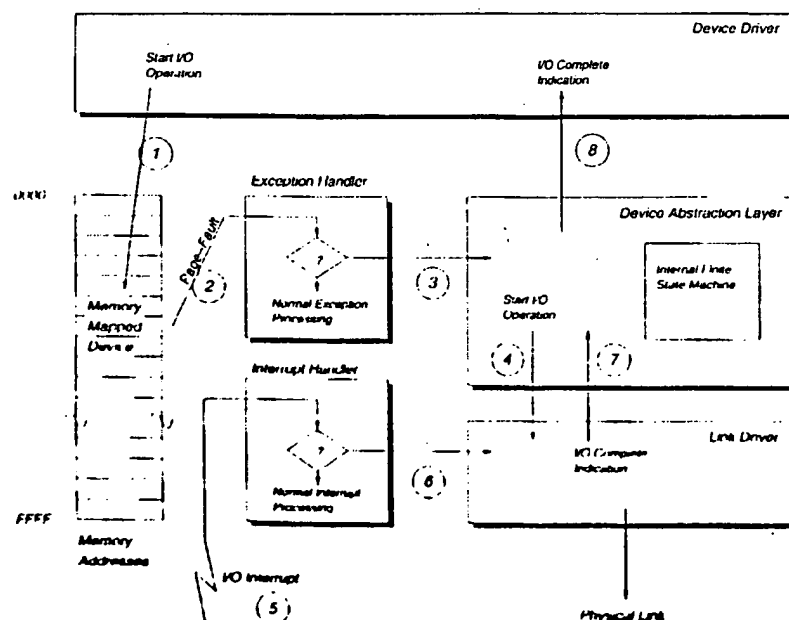 Device Driver
Start I/O
Operation
I/O Complete
Indication
1
8
0000
Exception Handler
Page-Fault
?
2
3
Normal Exception
Processing
Device Abstraction Layer
Internal Finite
State Machine
Start I/O
Operation
4
7
Memory
Mapped
Device
Interrupt Handler
?
6
Normal Interrupt
Processing
Link Driver
I/O Complete
Indication
FFFF
Memory
Addresses
I/O Interrupt
5
Physical Link